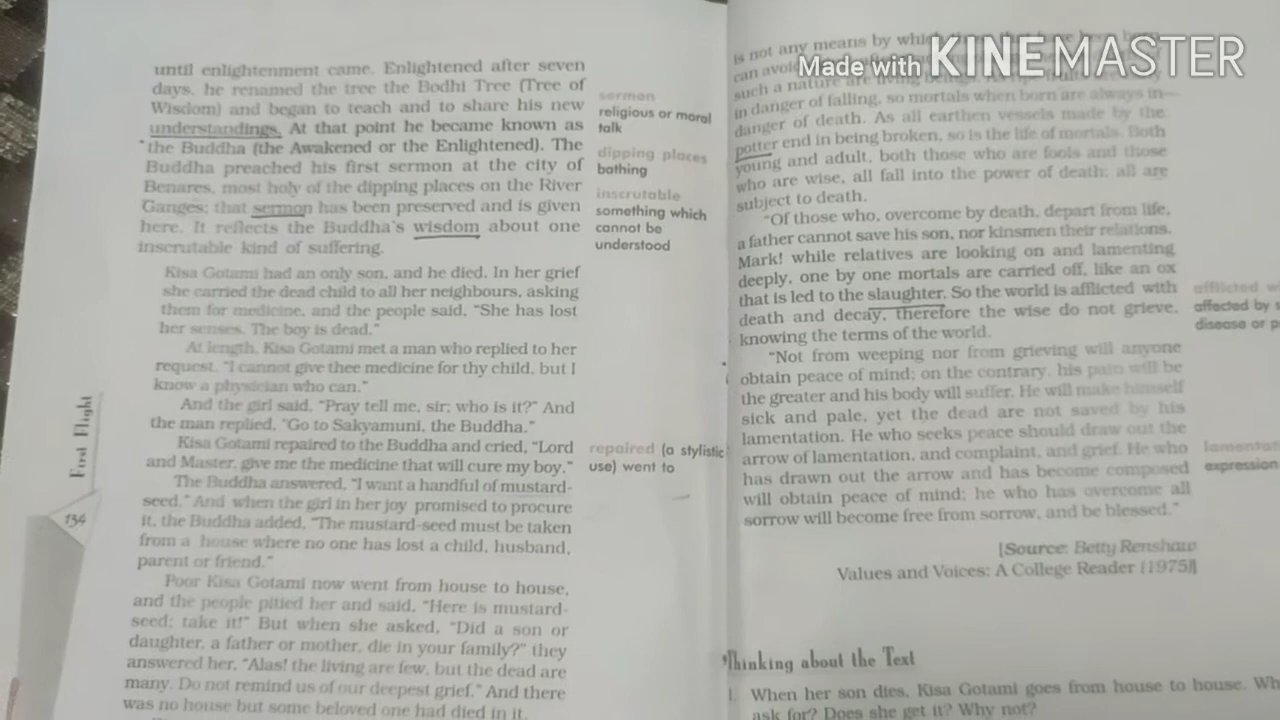 until enlightenment came. Enlightened after seven
days, he renamed the tree the Bodhi Tree (Tree of
Wisdom) and began to teach and to share his new
understandings. At that point he became known as
the Buddha (the Awakened or the Enlightened). The
Buddha preached his first sermon at the city of
Benares, most holy of the dipping places on the River
Ganges; that sermon has been preserved and is given
here. It reflects the Buddha's wisdom about one
inscrutable kind of suffering.
Kisa Gotami had an only son, and he died. In her grief
she carried the dead child to all her neighbours, asking
them for medicine, and the people said, "She has lost
her senses. The boy is dead."
At length, Kisa Gotami met a man who replied to her
request, "I cannot give thee medicine for thy child, but I
know a physician who can."
And the girl said, "Pray tell me, sir; who is it?" And
the man replied, "Go to Sakyamuni, the Buddha."
Kisa Gotami repaired to the Buddha and cried, "Lord
and Master, give me the medicine that will cure my boy."
The Buddha answered, "I want a handful of mustard-
seed." And when the girl in her joy promised to procure
it, the Buddha added, "The mustard-seed must be taken
from a house where no one has lost a child, husband,
parent or friend."
Poor Kisa Gotami now went from house to house,
and the people pitied her and said, "Here is mustard-
seed; take it!" But when she asked, "Did a son or
daughter, a father or mother, die in your family?" they
answered her, "Alas! the living are few, but the dead are
many. Do not remind us of our deepest grief." And there
was no house but some beloved one had died in it.
sermon
religious or moral
talk
dipping places
bathing
inscrutable
something which
cannot be
understood
repaired (a stylistic
use) went to
First Flight
134
is not any means by which
can avoid
such a nature are living
in danger of falling, so mortals when born are always in
danger of death. As all earthen vessels made by the
potter end in being broken, so is the life of mortals. Both
young and adult, both those who are fools and those
who are wise, all fall into the power of death; all are
subject to death.
"Of those who, overcome by death, depart from life,
a father cannot save his son, nor kinsmen their relations.
Mark! while relatives are looking on and lamenting
deeply, one by one mortals are carried off, like an ox
that is led to the slaughter. So the world is afflicted with
death and decay, therefore the wise do not grieve,
knowing the terms of the world.
"Not from weeping nor from grieving will anyone
obtain peace of mind; on the contrary, his pain will be
the greater and his body will suffer. He will make himself
sick and pale, yet the dead are not saved by his
lamentation. He who seeks peace should draw out the
arrow of lamentation, and complaint, and grief. He who
has drawn out the arrow and has become composed
will obtain peace of mind; he who has overcome all
sorrow will become free from sorrow, and be blessed."
[Source: Betty Renshaw
Values and Voices: A College Reader (1975)]
afflicted w
affected by
disease or p
lamentat
expression
Thinking about the Text
1. When her son dies, Kisa Gotami goes from house to house. Wh
ask for? Does she get it? Why not?
Made with KINEMASTER